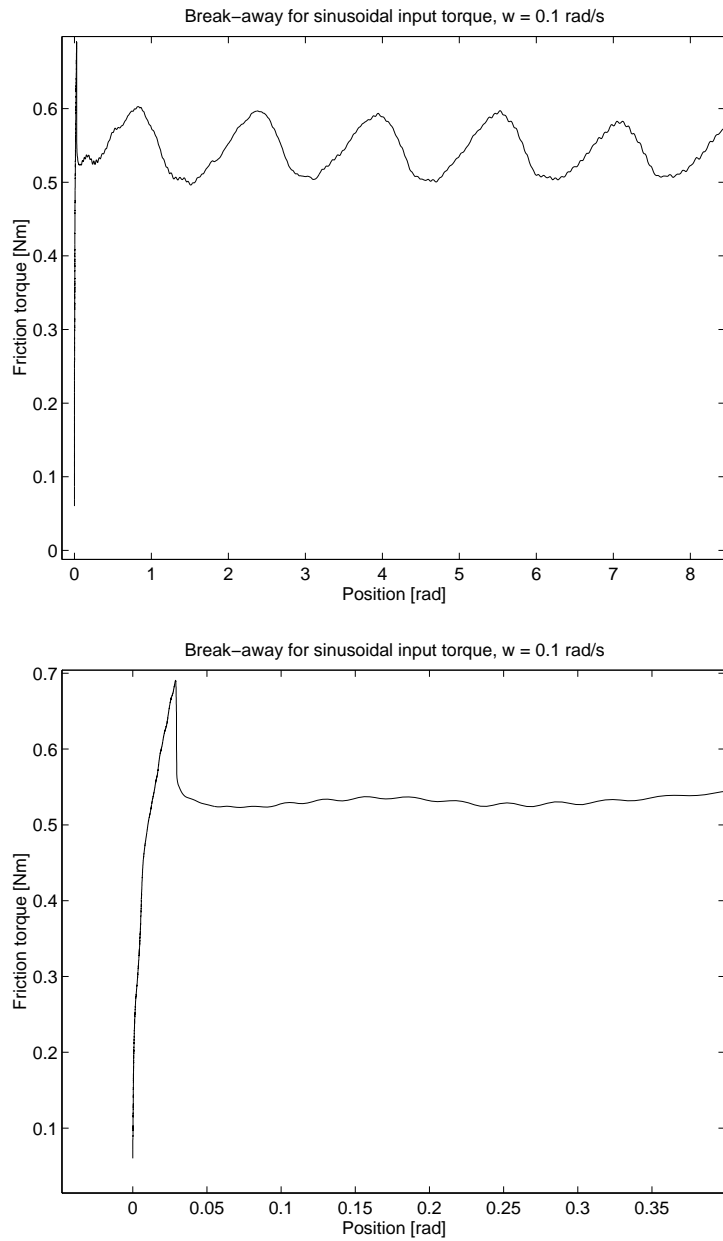 Break−away for sinusoidal input torque, w = 0.1 rad/s
Friction torque [Nm]
0.6
0.5
0.4
0.3
0.2
0.1
0
0 1 2 3 4 5 6 7 8
Position [rad]
Break−away for sinusoidal input torque, w = 0.1 rad/s
Friction torque [Nm]
0.7
0.6
0.5
0.4
0.3
0.2
0.1
0 0.05 0.1 0.15 0.2 0.25 0.3 0.35
Position [rad]